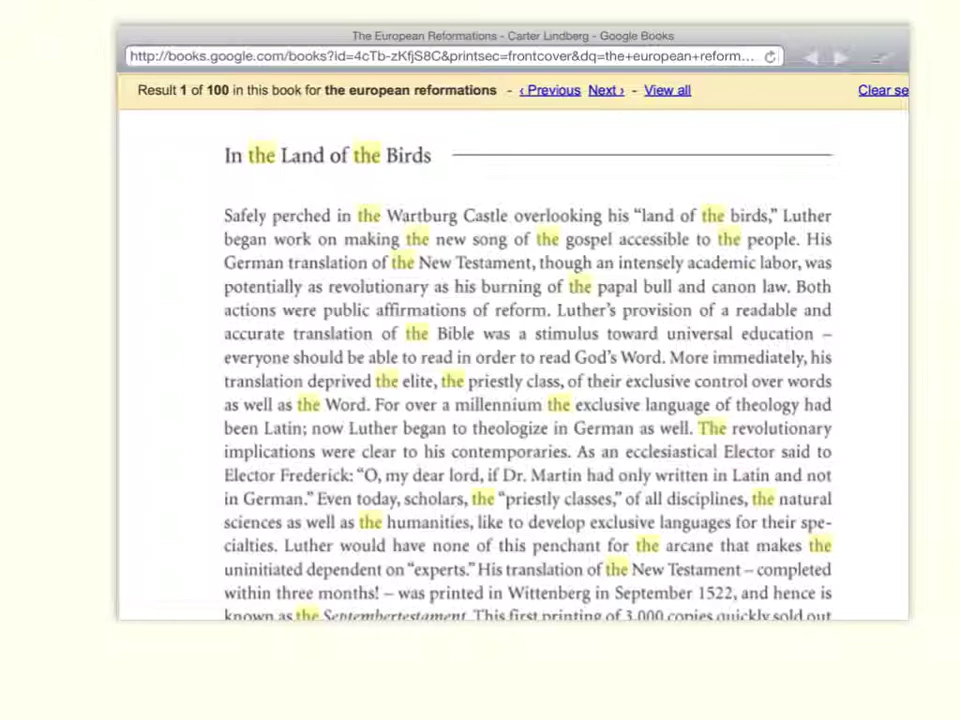 The European Reformations - Carter Lindberg - Google Books
http://books.google.com/books?id=4cTb-zKfjS8C&printsec=frontcover&dq=the+european+reform...
Result 1 of 100 in this book for the european reformations - ‹ Previous Next › - View all Clear se
In the Land of the Birds
Safely perched in the Wartburg Castle overlooking his “land of the birds,” Luther
began work on making the new song of the gospel accessible to the people. His
German translation of the New Testament, though an intensely academic labor, was
potentially as revolutionary as his burning of the papal bull and canon law. Both
actions were public affirmations of reform. Luther’s provision of a readable and
accurate translation of the Bible was a stimulus toward universal education –
everyone should be able to read in order to read God’s Word. More immediately, his
translation deprived the elite, the priestly class, of their exclusive control over words
as well as the Word. For over a millennium the exclusive language of theology had
been Latin; now Luther began to theologize in German as well. The revolutionary
implications were clear to his contemporaries. As an ecclesiastical Elector said to
Elector Frederick: “O, my dear lord, if Dr. Martin had only written in Latin and not
in German.” Even today, scholars, the “priestly classes,” of all disciplines, the natural
sciences as well as the humanities, like to develop exclusive languages for their spe-
cialties. Luther would have none of this penchant for the arcane that makes the
uninitiated dependent on “experts.” His translation of the New Testament – completed
within three months! – was printed in Wittenberg in September 1522, and hence is
known as the Septembertestament. This first printing of 3,000 copies quickly sold out